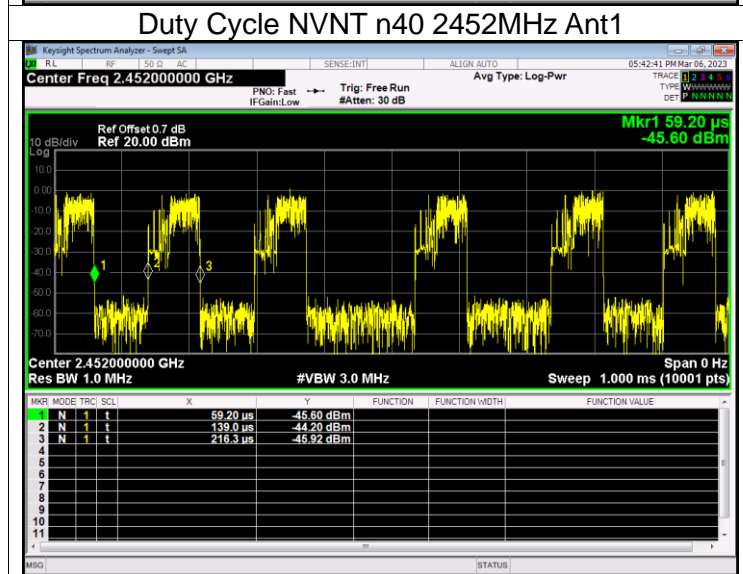 Duty Cycle NVNT n40 2452MHz Ant1
Keysight Spectrum Analyzer - Swept SA
RL RF 50 Ω AC SENSE:INT ALIGN AUTO 05:42:41 PM Mar 06, 2023
Center Freq 2.452000000 GHz Avg Type: Log-Pwr TRACE 1 2 3 4 5 6
PNO: Fast Trig: Free Run TYPE WWWWWW
IFGain:Low #Atten: 30 dB DET P N N N N N
Mkr1 59.20 µs
Ref Offset 0.7 dB
10 dB/div Ref 20.00 dBm -45.60 dBm
Log
10.0
0.00
-10.0
-20.0
-30.0
-40.0
-50.0
-60.0
-70.0
1 2 3
Center 2.452000000 GHz Span 0 Hz
Res BW 1.0 MHz #VBW 3.0 MHz Sweep 1.000 ms (10001 pts)
MKR MODE TRC SCL X Y FUNCTION FUNCTION WIDTH FUNCTION VALUE
1 N 1 t 59.20 µs -45.60 dBm
2 N 1 t 139.0 µs -44.20 dBm
3 N 1 t 216.3 µs -45.92 dBm
4
5
6
7
8
9
10
11
MSG STATUS